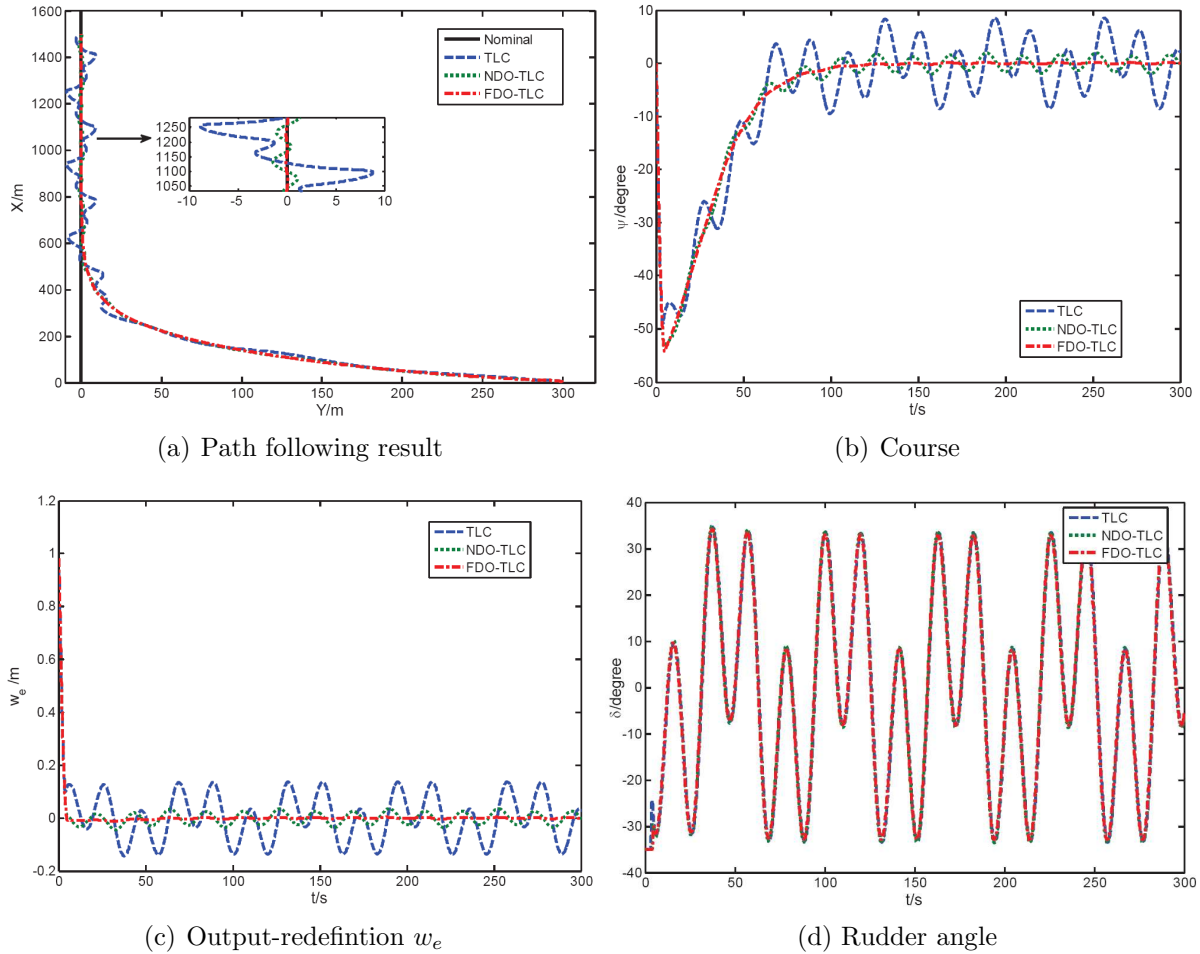 1600
1400
1200
1000
800
600
400
200
0
X/m
0
50
100
150
200
250
300
Y/m
Nominal
TLC
NDO-TLC
FDO-TLC
1250
1200
1150
1100
1050
-10
-5
0
5
10
(a) Path following result
10
0
-10
-20
-30
-40
-50
-60
ψ/degree
0
50
100
150
200
250
300
t/s
TLC
NDO-TLC
FDO-TLC
(b) Course
1.2
1
0.8
0.6
0.4
0.2
0
-0.2
w_e /m
0
50
100
150
200
250
300
t/s
TLC
NDO-TLC
FDO-TLC
(c) Output-redefintion w_e
40
30
20
10
0
-10
-20
-30
-40
δ/degree
0
50
100
150
200
250
300
t/s
TLC
NDO-TLC
FDO-TLC
(d) Rudder angle